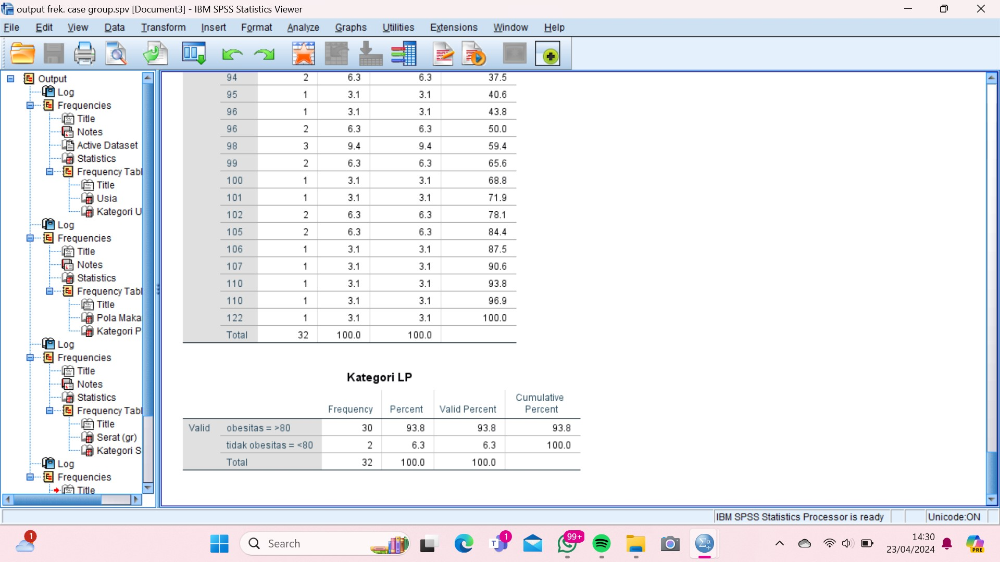 output frek. case group.spv [Document3] - IBM SPSS Statistics Viewer
File Edit View Data Transform Insert Format Analyze Graphs Utilities Extensions Window Help
Output
Log
Frequencies
Title
Notes
Active Dataset
Statistics
Frequency Tabl
Title
Usia
Kategori U
Log
Frequencies
Title
Notes
Statistics
Frequency Tabl
Title
Pola Maka
Kategori P
Log
Frequencies
Title
Notes
Statistics
Frequency Tabl
Title
Serat (gr)
Kategori S
Log
Frequencies
Title
94 2 6.3 6.3 37.5
95 1 3.1 3.1 40.6
96 1 3.1 3.1 43.8
96 2 6.3 6.3 50.0
98 3 9.4 9.4 59.4
99 2 6.3 6.3 65.6
100 1 3.1 3.1 68.8
101 1 3.1 3.1 71.9
102 2 6.3 6.3 78.1
105 2 6.3 6.3 84.4
106 1 3.1 3.1 87.5
107 1 3.1 3.1 90.6
110 1 3.1 3.1 93.8
110 1 3.1 3.1 96.9
122 1 3.1 3.1 100.0
Total 32 100.0 100.0
Kategori LP
Frequency Percent Valid Percent Cumulative Percent
Valid obesitas = >80 30 93.8 93.8 93.8
tidak obesitas = <80 2 6.3 6.3 100.0
Total 32 100.0 100.0
IBM SPSS Statistics Processor is ready Unicode:ON
1
Search
1
99+
14:30
23/04/2024
PRE